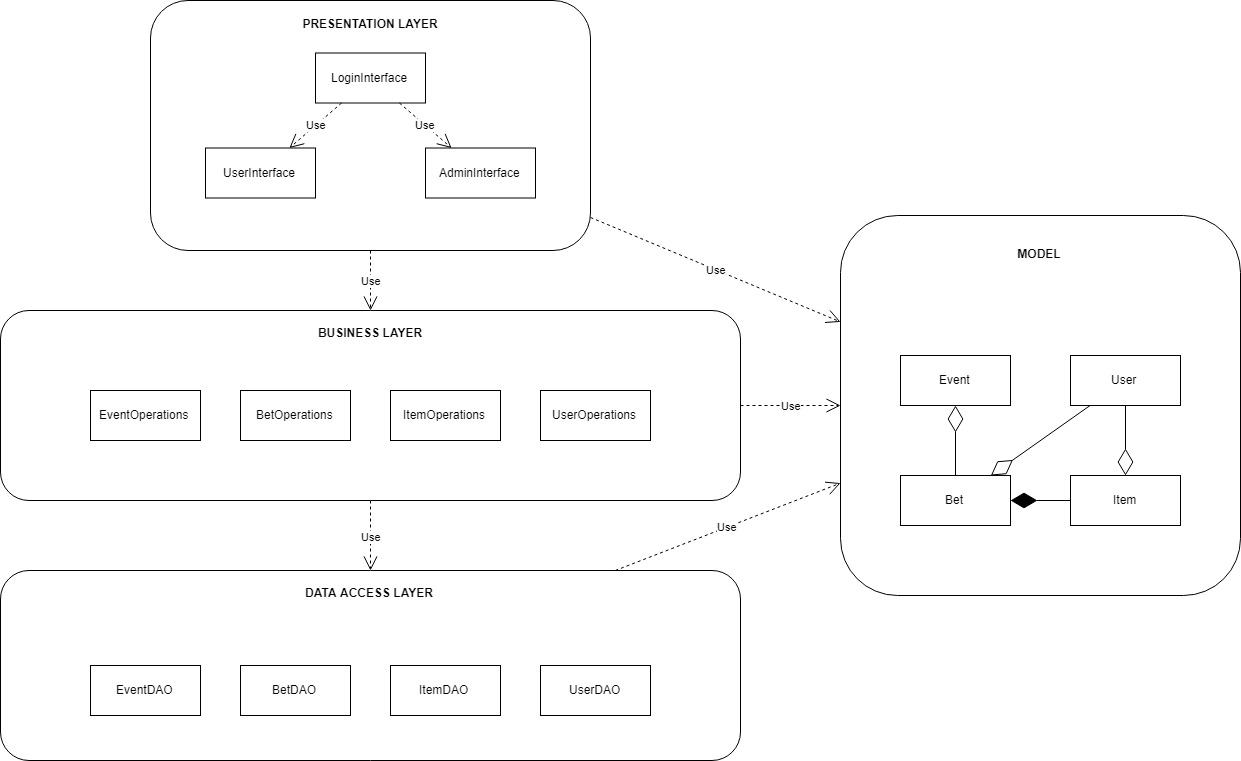 PRESENTATION LAYER
LoginInterface
Use
Use
UserInterface
AdminInterface
Use
Use
MODEL
BUSINESS LAYER
EventOperations
BetOperations
ItemOperations
UserOperations
Use
Event
User
Bet
Item
Use
Use
DATA ACCESS LAYER
EventDAO
BetDAO
ItemDAO
UserDAO